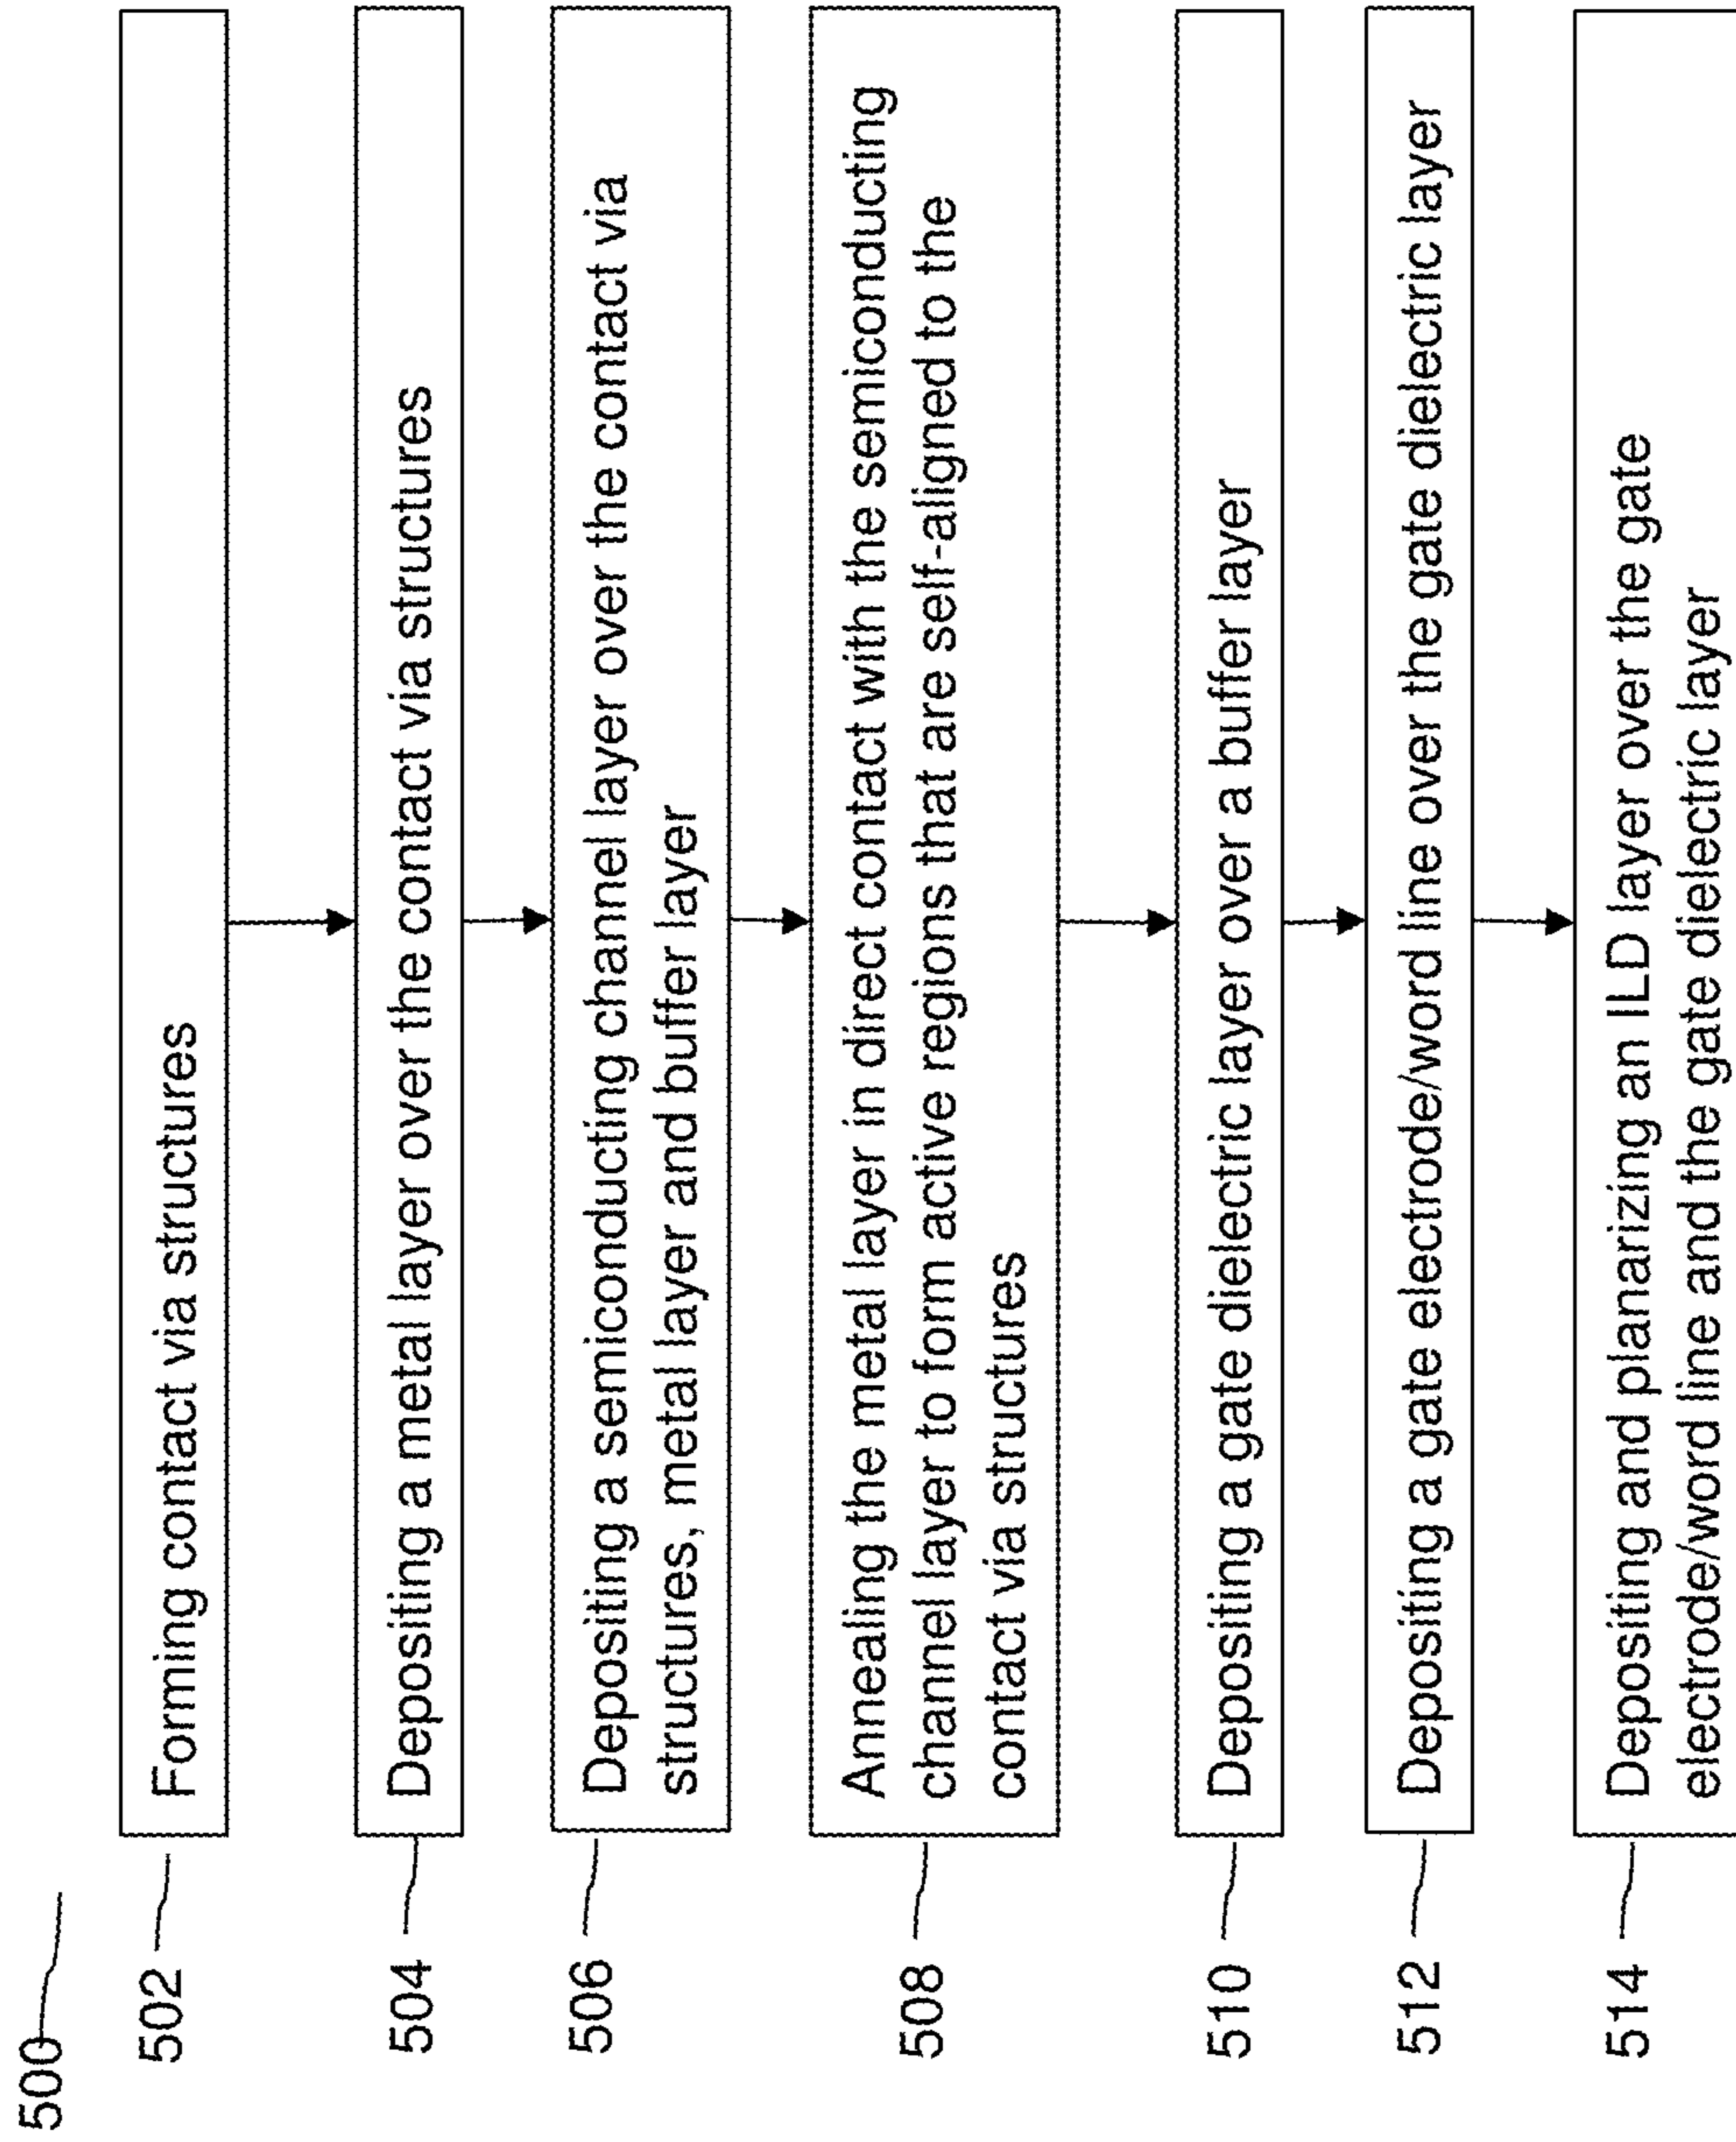 500
502
Forming contact via structures
504
Depositing a metal layer over the contact via structures
506
Depositing a semiconducting channel layer over the contact via
structures, metal layer and buffer layer
508
Annealing the metal layer in direct contact with the semiconducting
channel layer to form active regions that are self-aligned to the
contact via structures
510
Depositing a gate dielectric layer over a buffer layer
512
Depositing a gate electrode/word line over the gate dielectric layer
514
Depositing and planarizing an ILD layer over the gate
electrode/word line and the gate dielectric layer